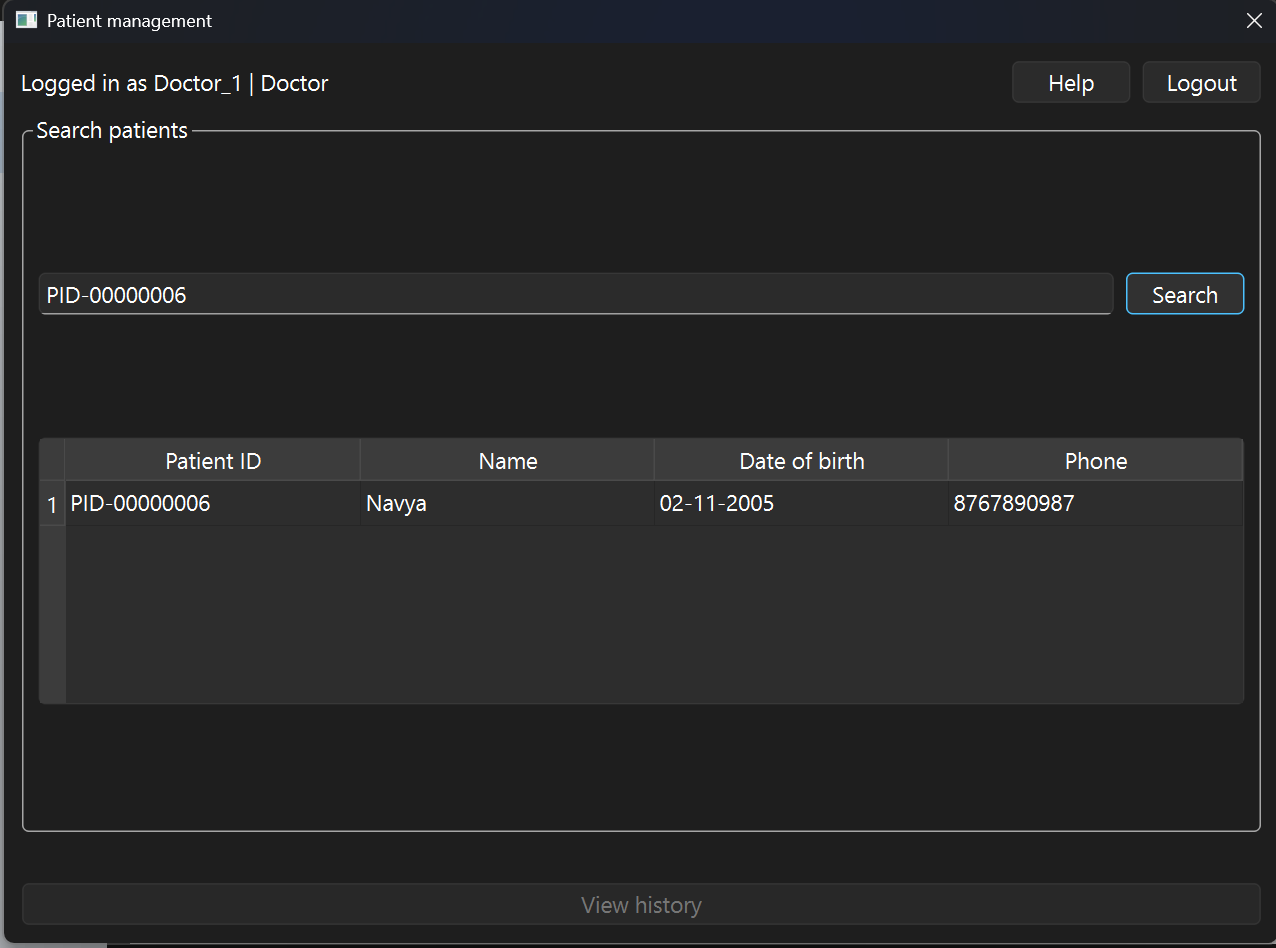 Patient management
Logged in as Doctor_1 | Doctor Help Logout
Search patients
PID-00000006 Search
Patient ID Name Date of birth Phone
1 PID-00000006 Navya 02-11-2005 8767890987
View history